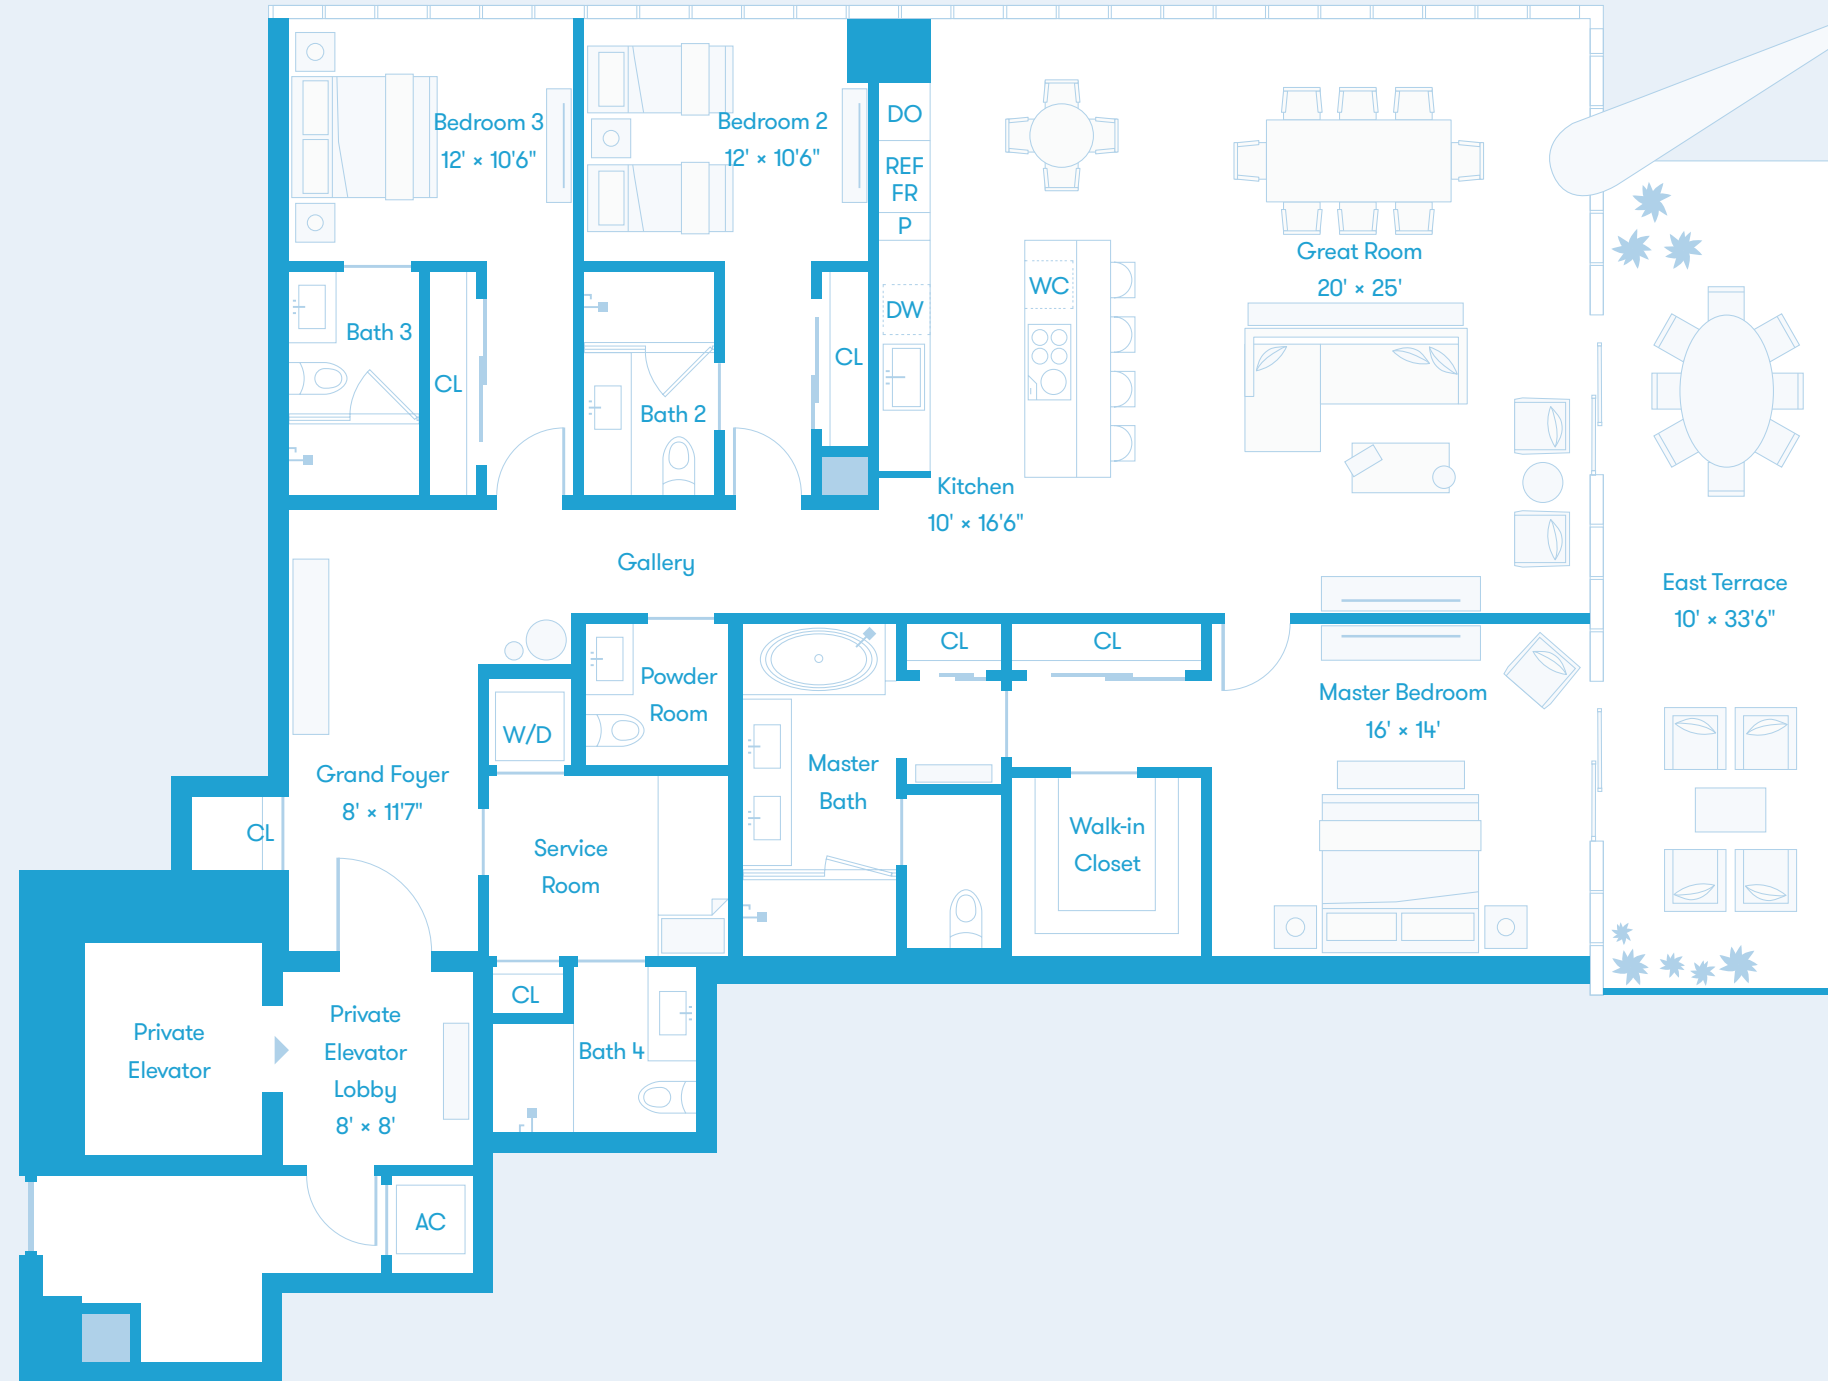 Bedroom 3
12' × 10'6"
Bedroom 2
12' × 10'6"
DO
REF
FR
P
DW
WC
Great Room
20' × 25'
Bath 3
CL
Bath 2
CL
Kitchen
10' × 16'6"
Gallery
East Terrace
10' × 33'6"
CL
CL
Powder
Room
W/D
Master Bedroom
16' × 14'
Grand Foyer
8' × 11'7"
CL
Master
Bath
Service
Room
Walk-in
Closet
CL
Private
Elevator
Private
Elevator
Lobby
8' × 8'
Bath 4
AC